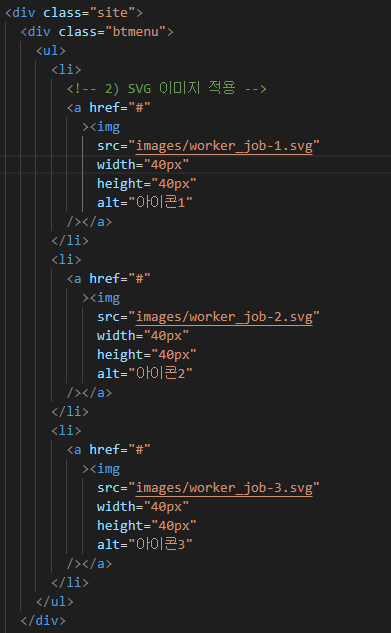 <div class="site">
<div class="btmenu">
<ul>
<li>
<!-- 2) SVG 이미지 적용 -->
<a href="#"
><img
src="images/worker_job-1.svg"
width="40px"
height="40px"
alt="아이콘1"
/></a>
</li>
<li>
<a href="#"
><img
src="images/worker_job-2.svg"
width="40px"
height="40px"
alt="아이콘2"
/></a>
</li>
<li>
<a href="#"
><img
src="images/worker_job-3.svg"
width="40px"
height="40px"
alt="아이콘3"
/></a>
</li>
</ul>
</div>